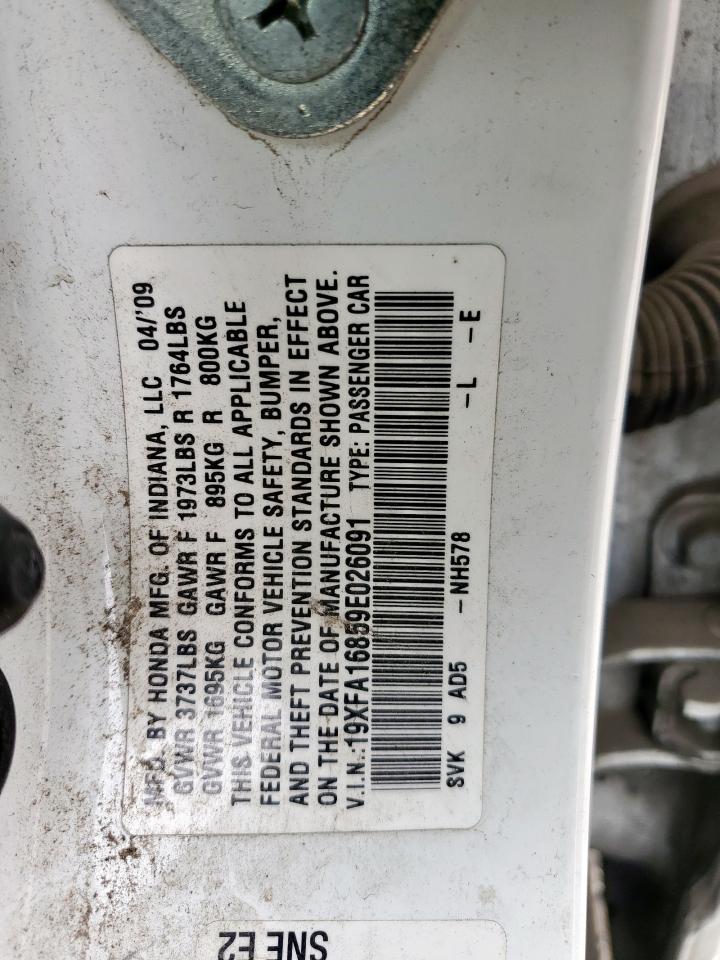 MFD. BY HONDA MFG. OF INDIANA, LLC 04/'09
GVWR 3737LBS GAWR F 1973LBS R 1764LBS
GVWR 1695KG GAWR F 895KG R 800KG
THIS VEHICLE CONFORMS TO ALL APPLICABLE
FEDERAL MOTOR VEHICLE SAFETY, BUMPER,
AND THEFT PREVENTION STANDARDS IN EFFECT
ON THE DATE OF MANUFACTURE SHOWN ABOVE.
V.I.N.:19XFA16859E026091 TYPE: PASSENGER CAR
SVK 9 AD5 -NH578 -L -E
SNE E2